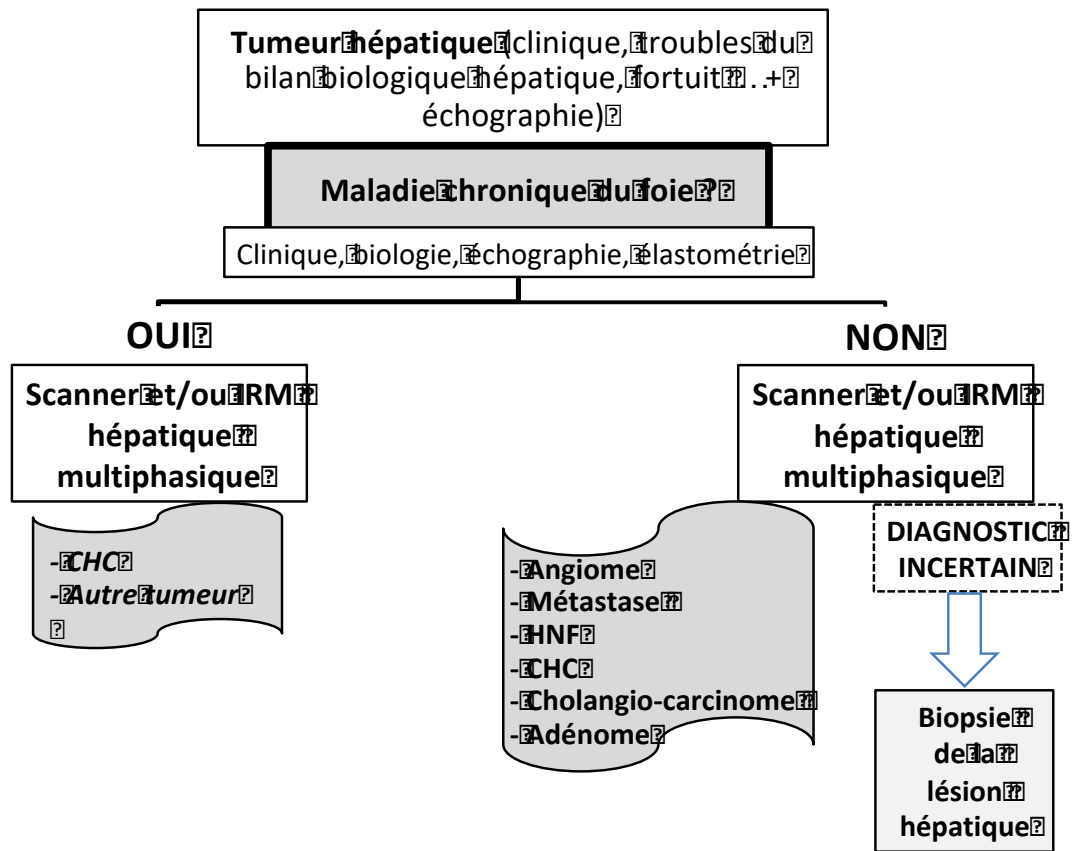 Tumeur hépatique (clinique, troubles du
bilan biologique hépatique, fortuit …+
échographie)
Maladie chronique du foie ?
Clinique, biologie, échographie, élastométrie
OUI
NON
Scanner et/ou IRM
hépatique
multiphasique
Scanner et/ou IRM
hépatique
multiphasique
- CHC
- Autre tumeur
- Angiome
- Métastase
- HNF
- CHC
- Cholangio-carcinome
- Adénome
DIAGNOSTIC
INCERTAIN
Biopsie
de la
lésion
hépatique